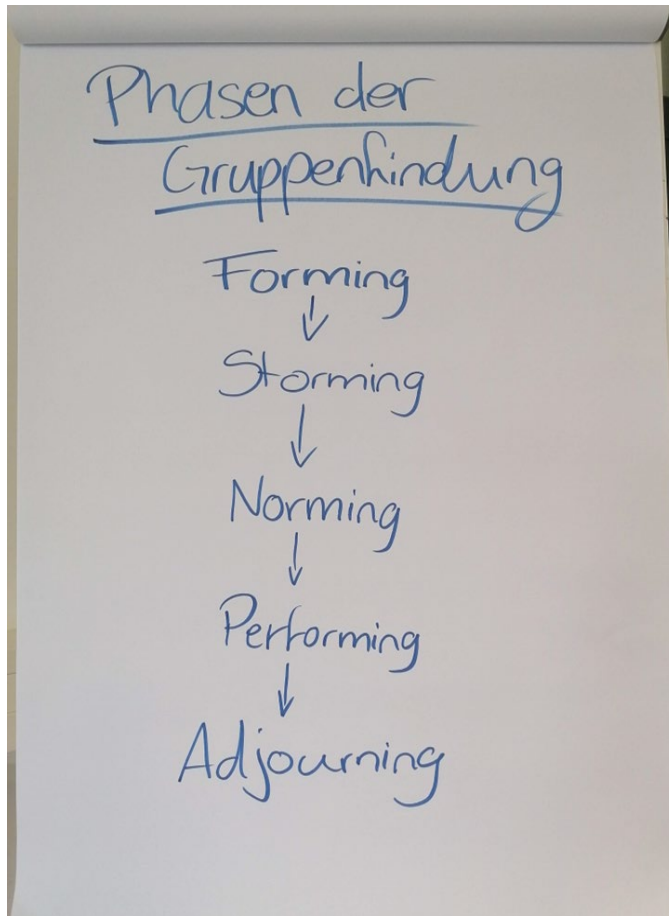 Phasen der
Gruppenfindung
Forming
↓
Storming
↓
Norming
↓
Performing
↓
Adjourning